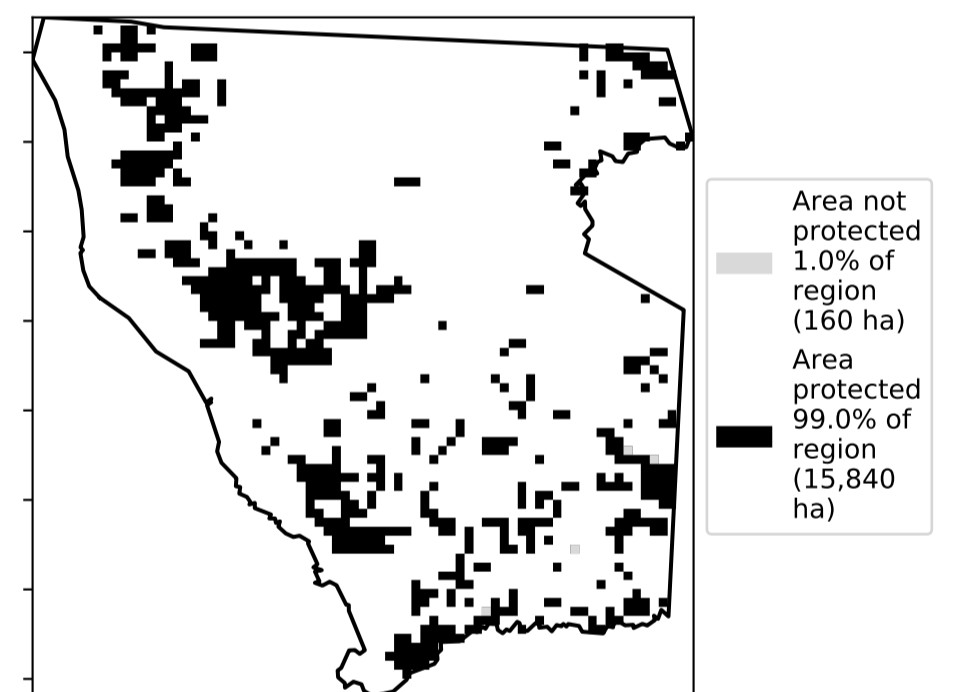 Area not
protected
1.0% of
region
(160 ha)
Area
protected
99.0% of
region
(15,840
ha)